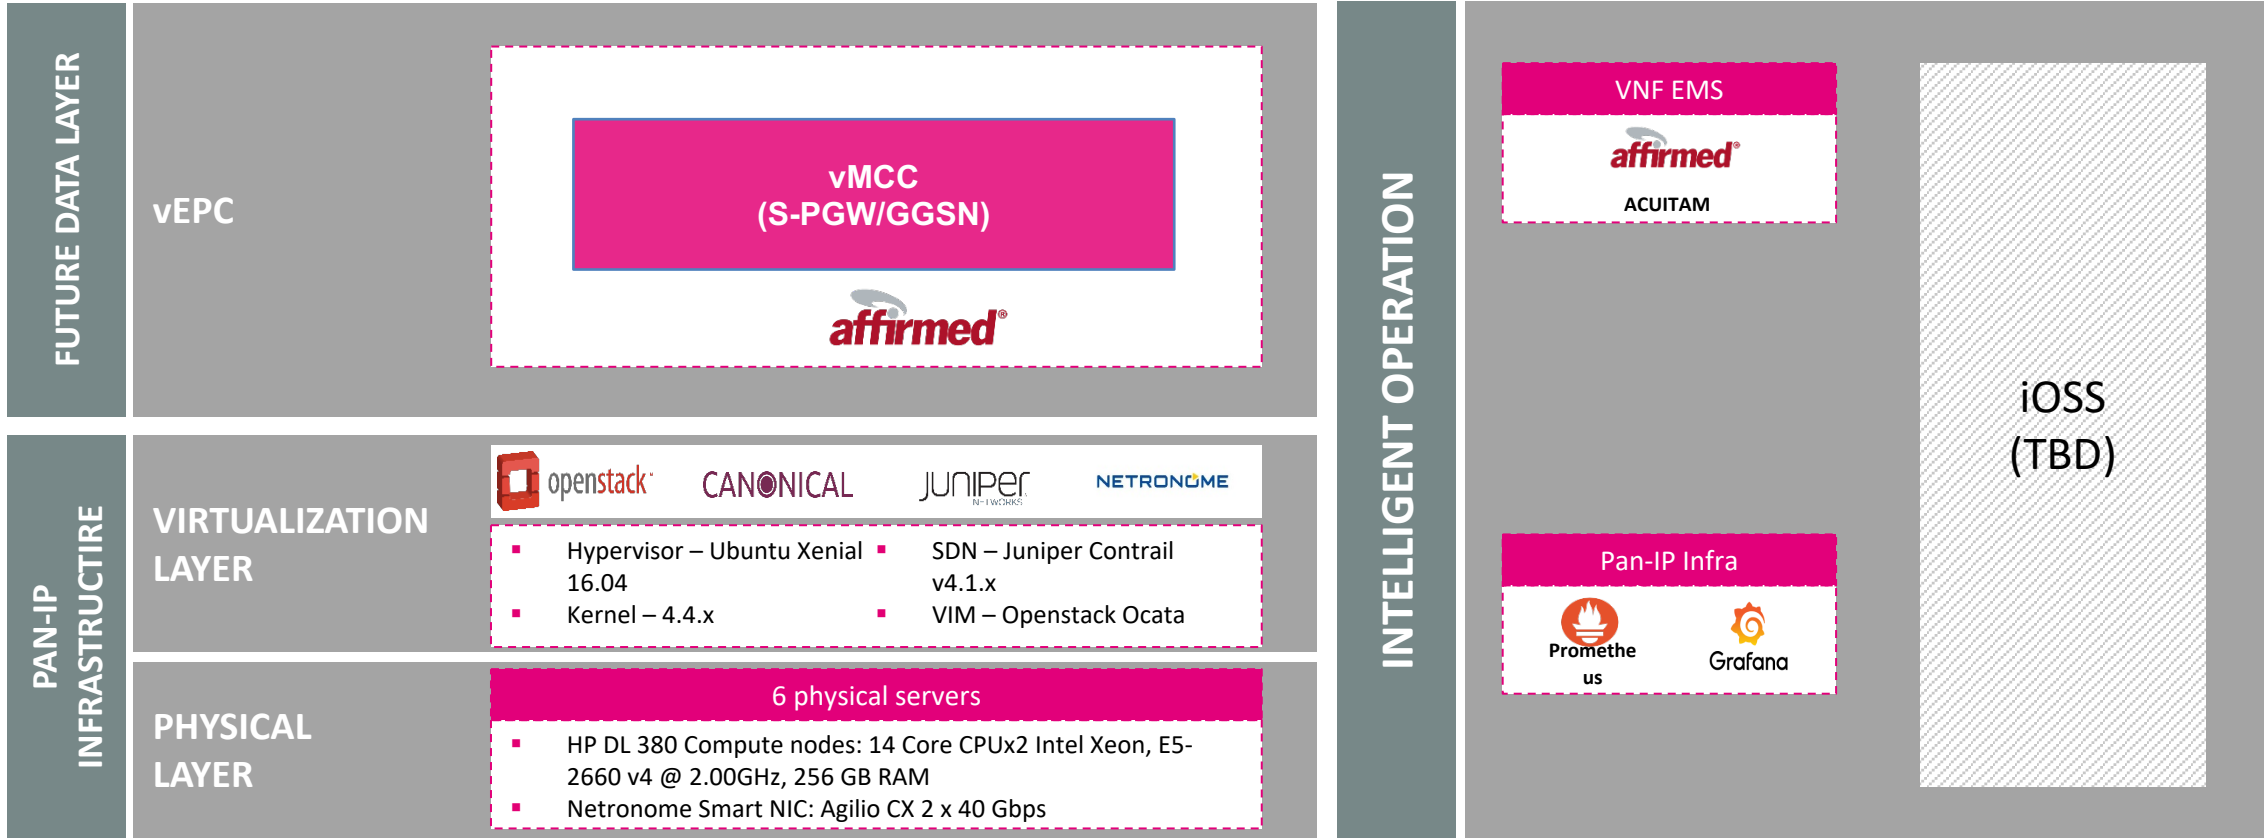 FUTURE DATA LAYER
vEPC
vMCC
(S-PGW/GGSN)
affirmed®
PAN-IP
INFRASTRUCTIRE
VIRTUALIZATION
LAYER
openstack™
CANONICAL
JUNIPER
NETWORKS
NETRONOME
Hypervisor – Ubuntu Xenial
16.04
Kernel – 4.4.x
SDN – Juniper Contrail
v4.1.x
VIM – Openstack Ocata
PHYSICAL
LAYER
6 physical servers
HP DL 380 Compute nodes: 14 Core CPUx2 Intel Xeon, E5-
2660 v4 @ 2.00GHz, 256 GB RAM
Netronome Smart NIC: Agilio CX 2 x 40 Gbps
INTELLIGENT OPERATION
VNF EMS
affirmed®
ACUITAM
Pan-IP Infra
Promethe
us
Grafana
iOSS
(TBD)